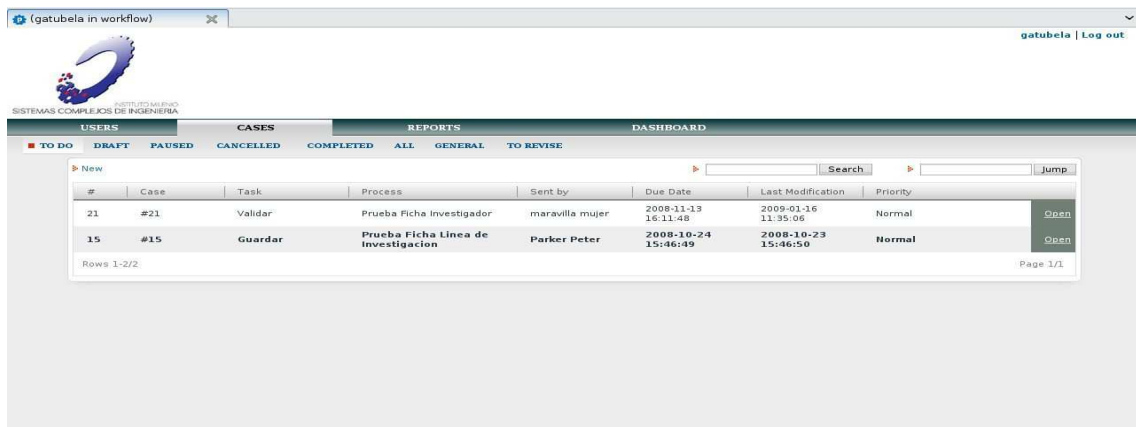 (gatubela in workflow)
gatubela | Log out
INSTITUTO MILENIO
SISTEMAS COMPLEJOS DE INGENIERIA
USERS CASES REPORTS DASHBOARD
TO DO DRAFT PAUSED CANCELLED COMPLETED ALL GENERAL TO REVISE
New Search Jump
# Case Task Process Sent by Due Date Last Modification Priority
21 #21 Validar Prueba Ficha Investigador maravilla mujer 2008-11-13 16:11:48 2009-01-16 11:35:06 Normal Open
15 #15 Guardar Prueba Ficha Linea de Investigacion Parker Peter 2008-10-24 15:46:49 2008-10-23 15:46:50 Normal Open
Rows 1-2/2 Page 1/1